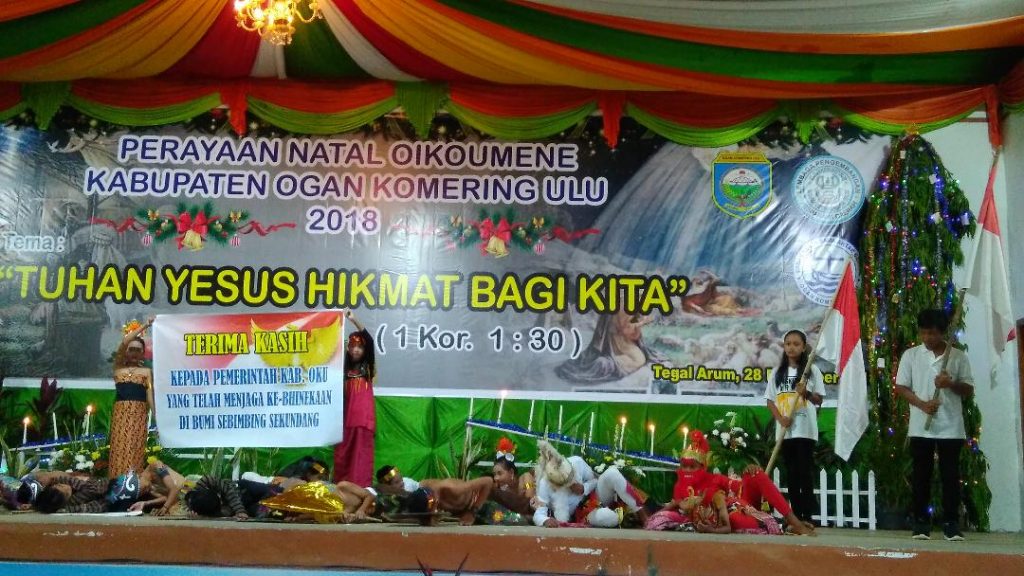 PERAYAAN NATAL OIKOUMENE
KABUPATEN OGAN KOMERING ULU
2018
Tema :
"TUHAN YESUS HIKMAT BAGI KITA"
( 1 Kor. 1 : 30 )
Tegal Arum, 28
TERIMA KASIH
KEPADA PEMERINTAH KAB. OKU
YANG TELAH MENJAGA KE-BHINEKAAN
DI BUMI SEBIMBING SEKUNDANG